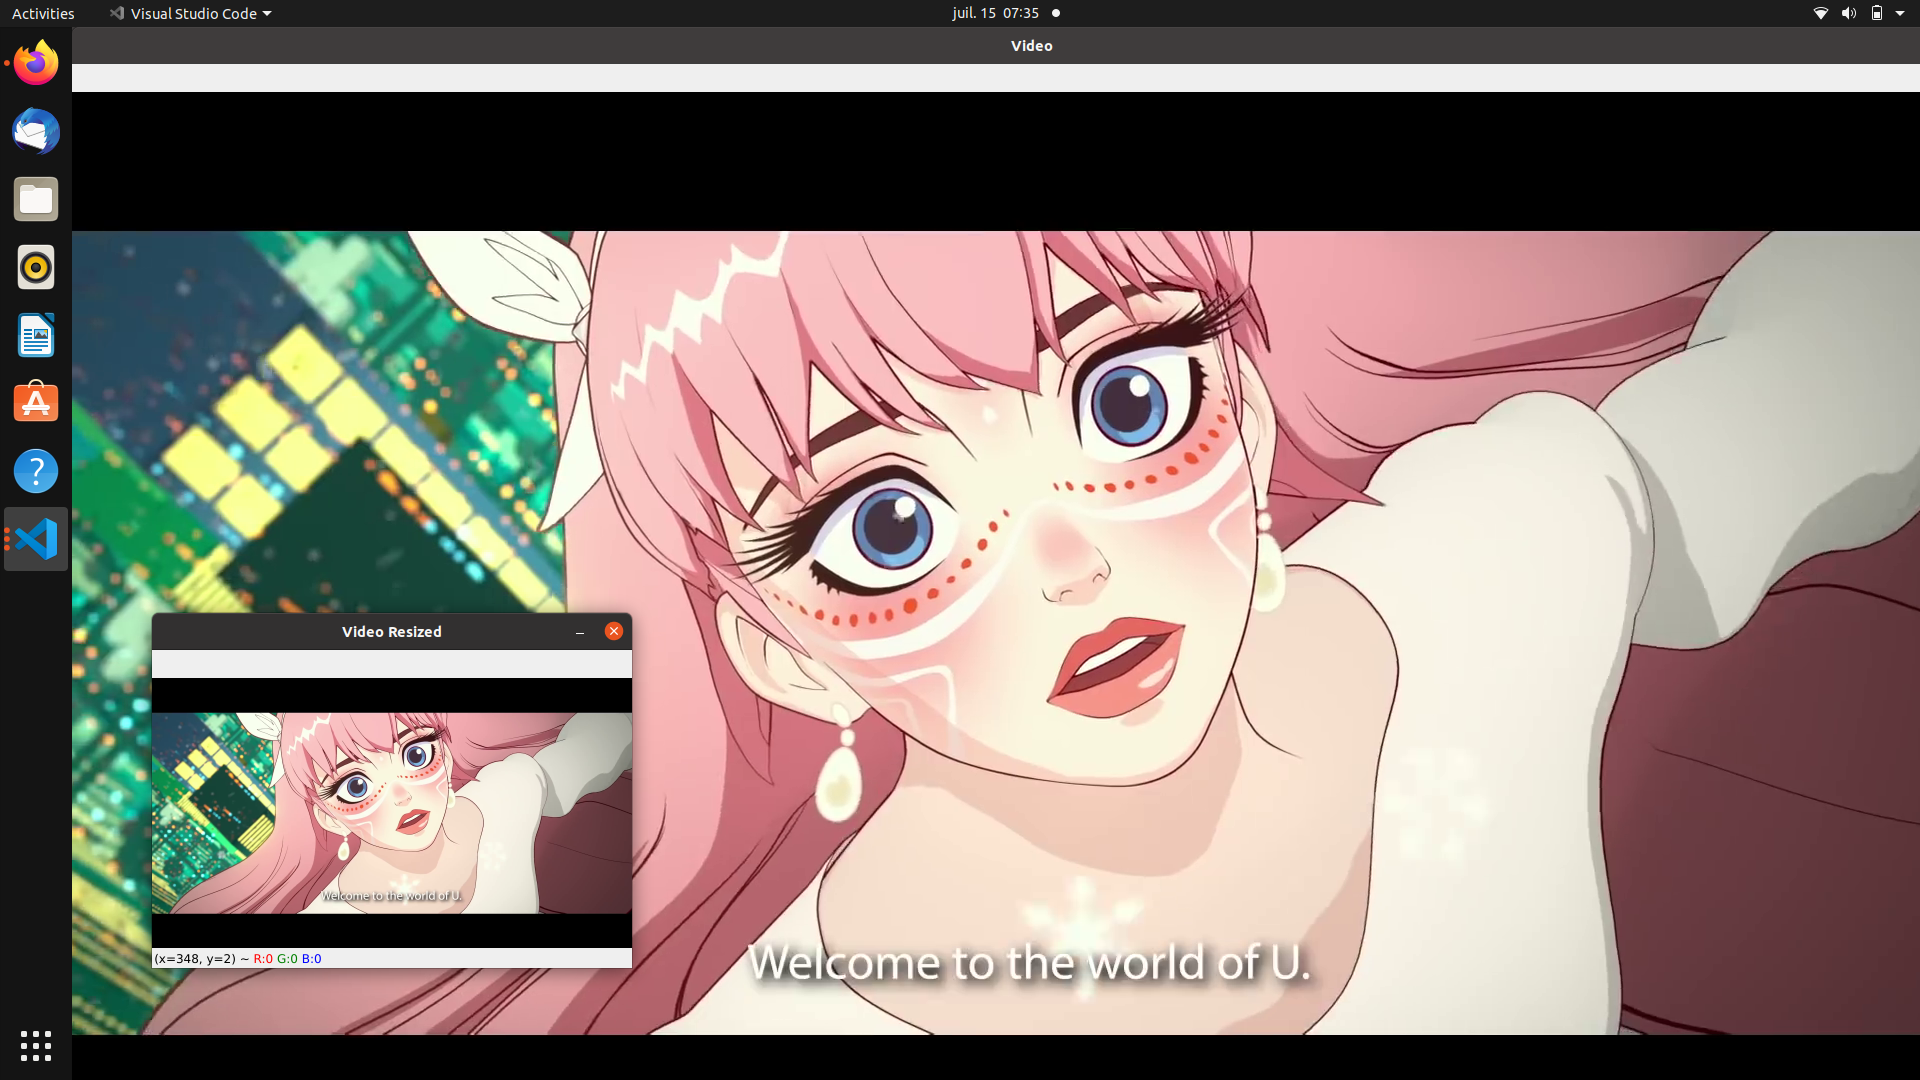 Activities
Visual Studio Code
juil. 15 07:35
Video
?
Video Resized
Welcome to the world of U.
(x=348, y=2) ~ R:0 G:0 B:0
Welcome to the world of U.